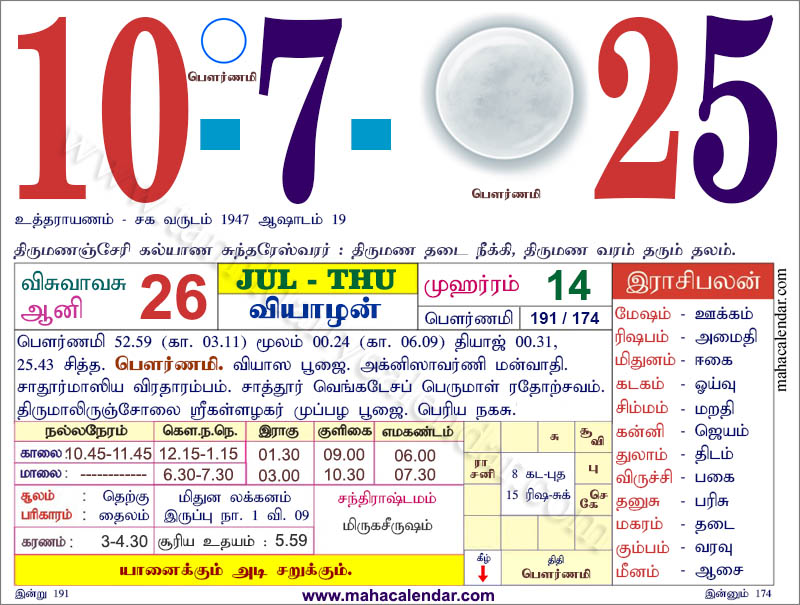 10-7- 25
பௌர்ணமி
பௌர்ணமி
உத்தராயணம் - சக வருடம் 1947 ஆஷாடம் 19
திருமணஞ்சேரி கல்யாண சுந்தரேஸ்வரர் : திருமண தடை நீக்கி, திருமண வரம் தரும் தலம்.
விசுவாவசு
ஆனி 26
JUL - THU
வியாழன்
முஹர்ரம் 14
பௌர்ணமி 191 / 174
பௌர்ணமி 52.59 (கா. 03.11) மூலம் 00.24 (கா. 06.09) தியாஜ் 00.31,
25.43 சித்த. பௌர்ணமி. வியாஸ பூஜை. அக்னிஸாவர்ணி மன்வாதி.
சாதுர்மாஸிய விரதாரம்பம். சாத்தூர் வெங்கடேசப் பெருமாள் ரதோற்சவம்.
திருமாலிருஞ்சோலை ஸ்ரீகள்ளழகர் முப்பழ பூஜை. பெரிய நகசு.
நல்லநேரம் கௌ.ந.நெ. இராகு குளிகை எமகண்டம்
காலை: 10.45-11.45 12.15-1.15 01.30 09.00 06.00
மாலை: ------------ 6.30-7.30 03.00 10.30 07.30
சூலம் : தெற்கு
பரிகாரம் : தைலம்
மிதுன லக்கனம்
இருப்பு நா. 1 வி. 09
கரணம் : 3-4.30 சூரிய உதயம் : 5.59
சந்திராஷ்டமம்
மிருகசீருஷம்
யானைக்கும் அடி சறுக்கும்.
சு
சூ
வி
ரா
சனி
8 கட-புத
15 ரிஷ-சுக்
பு
செ
கே
கீழ்
திதி
பௌர்ணமி
இராசிபலன்
மேஷம் - ஊக்கம்
ரிஷபம் - அமைதி
மிதுனம் - ஈகை
கடகம் - ஓய்வு
சிம்மம் - மறதி
கன்னி - ஜெயம்
துலாம் - திடம்
விருச்சி - பகை
தனுசு - பரிசு
மகரம் - தடை
கும்பம் - வரவு
மீனம் - ஆசை
mahacalendar.com
இன்று 191
www.mahacalendar.com
இன்னும் 174